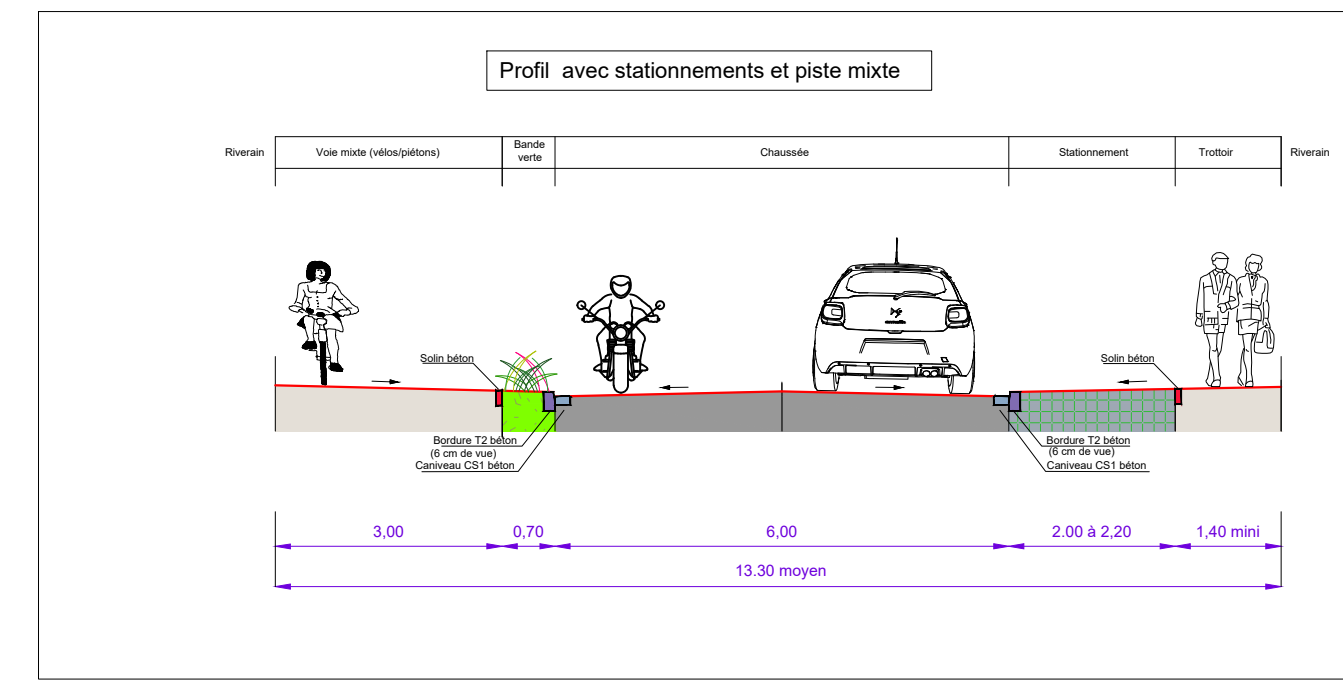 Profil avec stationnements et piste mixte
Riverain
Voie mixte (vélos/piétons)
Bande
verte
Chaussée
Stationnement
Trottoir
Riverain
Solin béton
Solin béton
Bordure T2 béton
(6 cm de vue)
Caniveau CS1 béton
Bordure T2 béton
(6 cm de vue)
Caniveau CS1 béton
3,00
0,70
6,00
2.00 à 2,20
1,40 mini
13.30 moyen